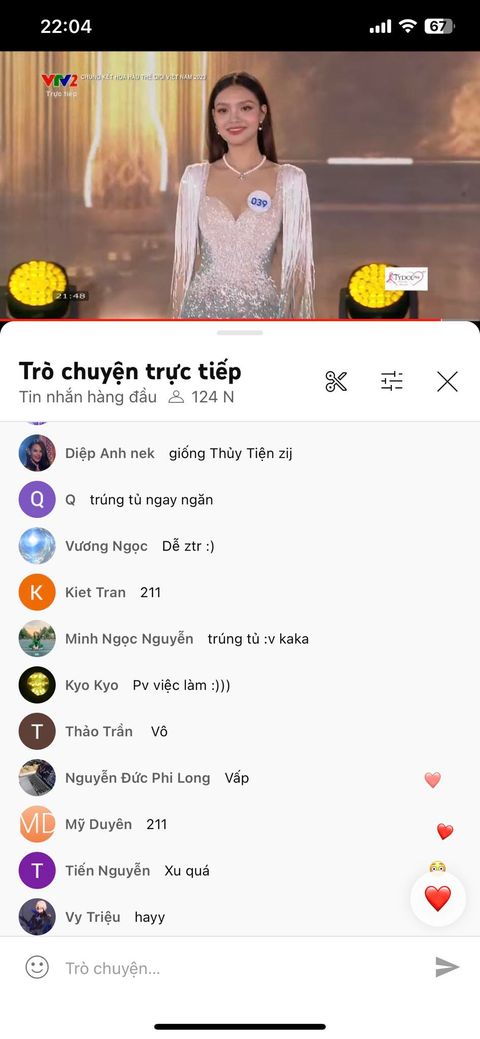 22:04
67
VTV2
CHUNG KẾT HOA HẬU THẾ GIỚI VIỆT NAM 2023
Trực tiếp
039
21:48
Trò chuyện trực tiếp
Tin nhắn hàng đầu 124 N
Diệp Anh nek giống Thủy Tiện zij
Q Q trúng tủ ngay ngăn
Vương Ngọc Dễ ztr :)
K Kiet Tran 211
Minh Ngọc Nguyễn trúng tủ :v kaka
Kyo Kyo Pv việc làm :)))
T Thảo Trần Vô
Nguyễn Đức Phi Long Vấp
MD Mỹ Duyên 211
T Tiến Nguyễn Xu quá
Vy Triệu hayy
Trò chuyện...